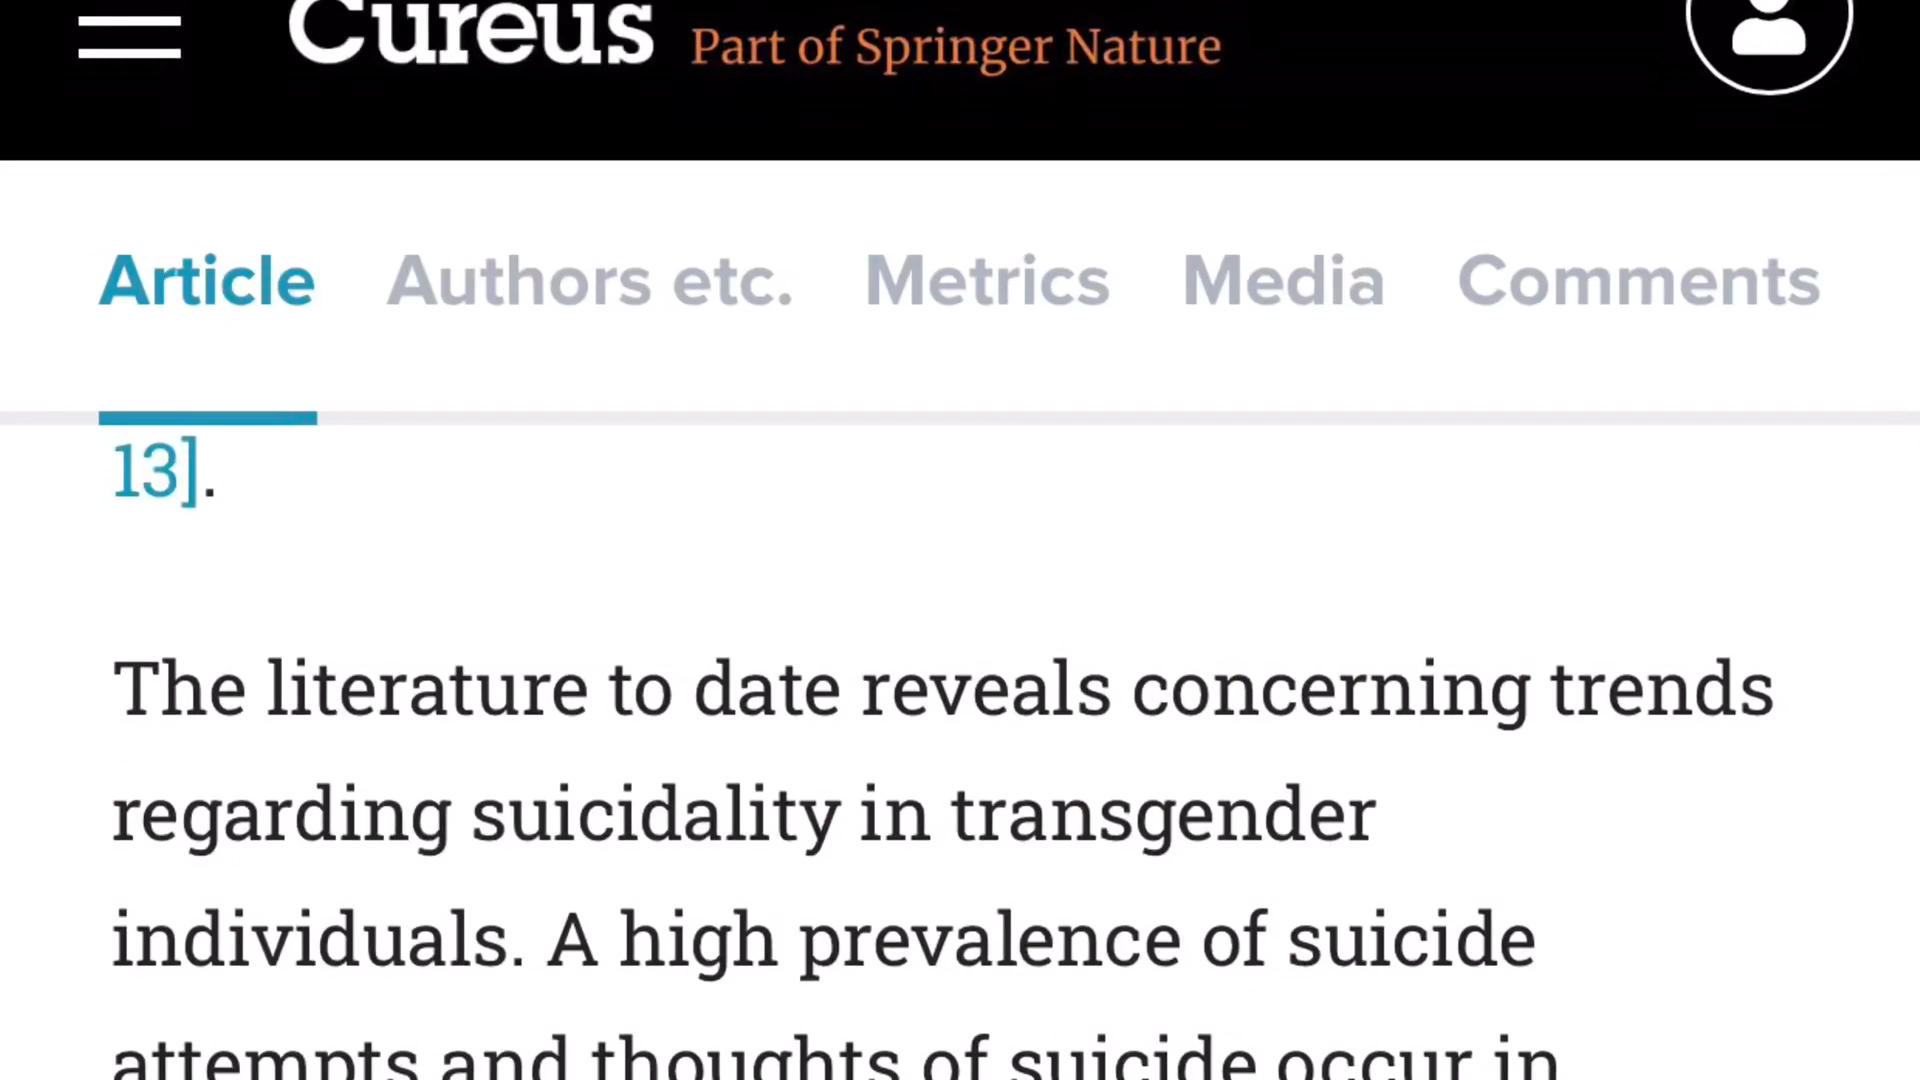 Cureus Part of Springer Nature
Article Authors etc. Metrics Media Comments
13].
The literature to date reveals concerning trends
regarding suicidality in transgender
individuals. A high prevalence of suicide
attempts and thoughts of suicide occur in